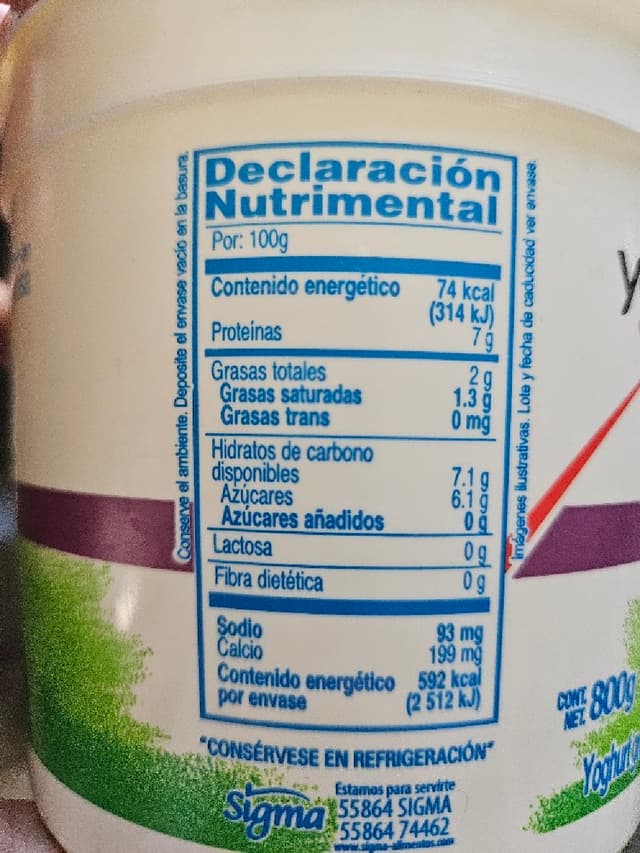 Declaración
Nutrimental
Por: 100g
Contenido energético 74 kcal
(314 kJ)
Proteínas 7 g
Grasas totales 2 g
Grasas saturadas 1.3 g
Grasas trans 0 mg
Hidratos de carbono
disponibles 7.1 g
Azúcares 6.1 g
Azúcares añadidos 0 g
Lactosa 0 g
Fibra dietética 0 g
Sodio 93 mg
Calcio 199 mg
Contenido energético 592 kcal
por envase (2 512 kJ)
Conserve el ambiente. Deposite el envase vacío en la basura.
Imágenes ilustrativas. Lote y fecha de caducidad ver envase.
"CONSÉRVESE EN REFRIGERACIÓN"
Sigma
Estamos para servirte
55864 SIGMA
55864 74462
www.sigma-alimentos.com
CONT.
NET. 800g